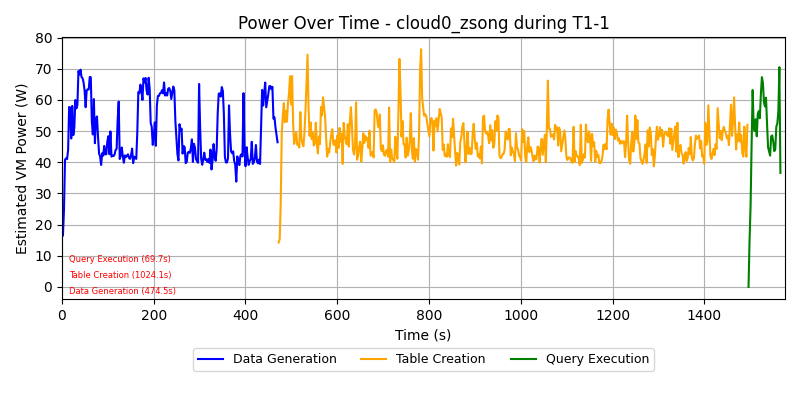 Power Over Time - cloud0_zsong during T1-1
Estimated VM Power (W)
80
70
60
50
40
30
20
10
0
Query Execution (69.7s)
Table Creation (1024.1s)
Data Generation (474.5s)
0 200 400 600 800 1000 1200 1400
Time (s)
Data Generation Table Creation Query Execution